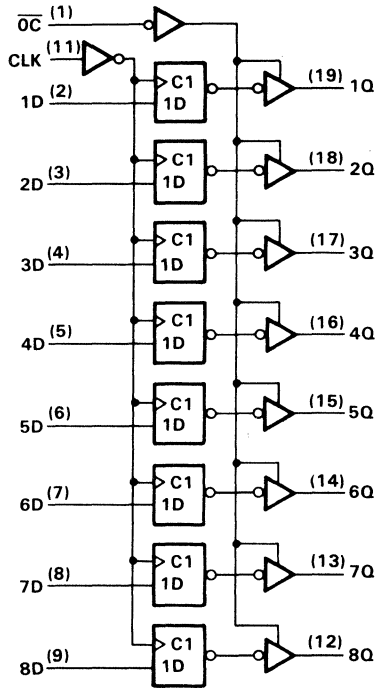 OC (1)
CLK (11)
C1 (19)
1D (2) 1D 1Q
C1 (18)
2D (3) 1D 2Q
C1 (17)
3D (4) 1D 3Q
C1 (16)
4D (5) 1D 4Q
C1 (15)
5D (6) 1D 5Q
C1 (14)
6D (7) 1D 6Q
C1 (13)
7D (8) 1D 7Q
C1 (12)
8D (9) 1D 8Q